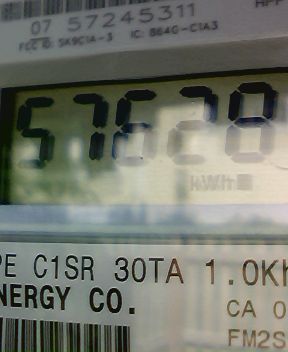 07 57245311
FCC ID: SK9C1A-3 IC: 864G-C1A3
57628
kWh
PE C1SR 30TA 1.0Kh
NERGY CO.
CA 0
FM2S